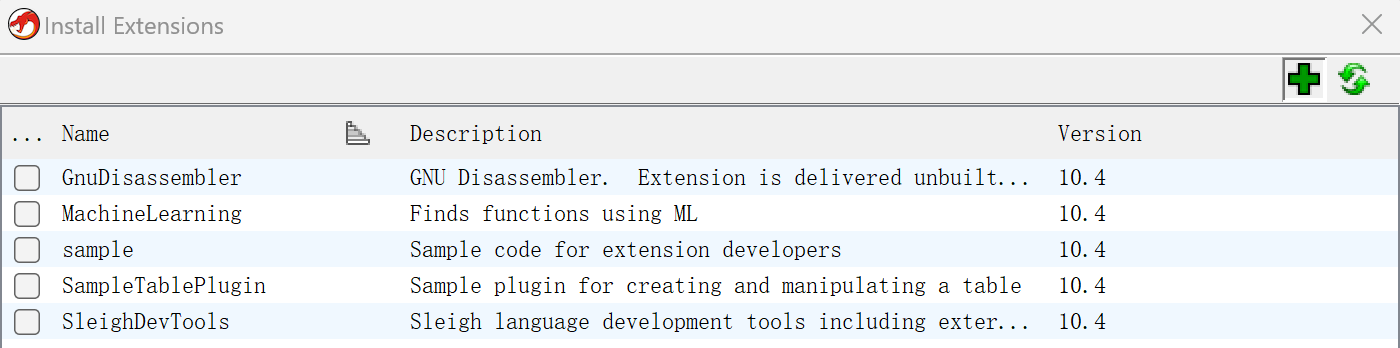 Install Extensions
... Name Description Version
GnuDisassembler GNU Disassembler.  Extension is delivered unbuilt... 10.4
MachineLearning Finds functions using ML 10.4
sample Sample code for extension developers 10.4
SampleTablePlugin Sample plugin for creating and manipulating a table 10.4
SleighDevTools Sleigh language development tools including exter... 10.4